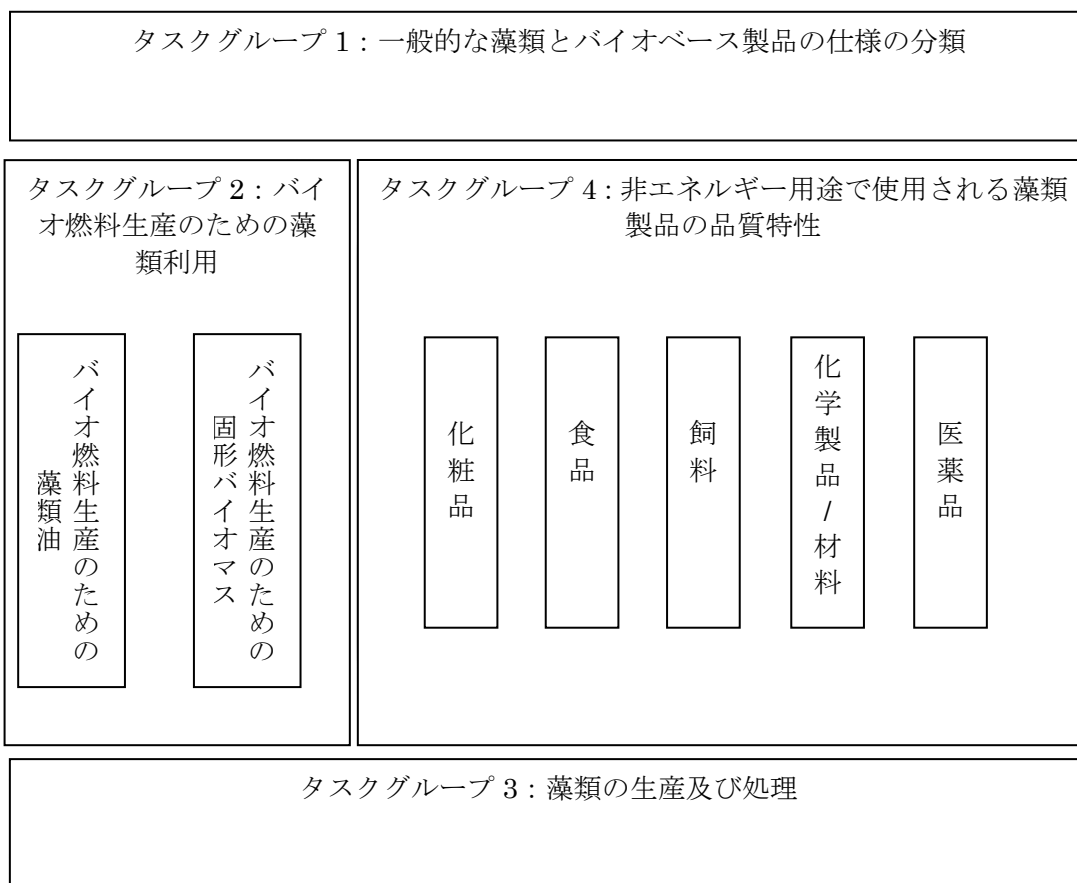 タスクグループ 1：一般的な藻類とバイオベース製品の仕様の分類
タスクグループ 2：バイ
オ燃料生産のための藻
類利用
バイオ燃料生産のための
藻類油
バイオ燃料生産のための
固形バイオマス
タスクグループ 4：非エネルギー用途で使用される藻類
製品の品質特性
化粧品
食品
飼料
化学製品/材料
医薬品
タスクグループ 3：藻類の生産及び処理